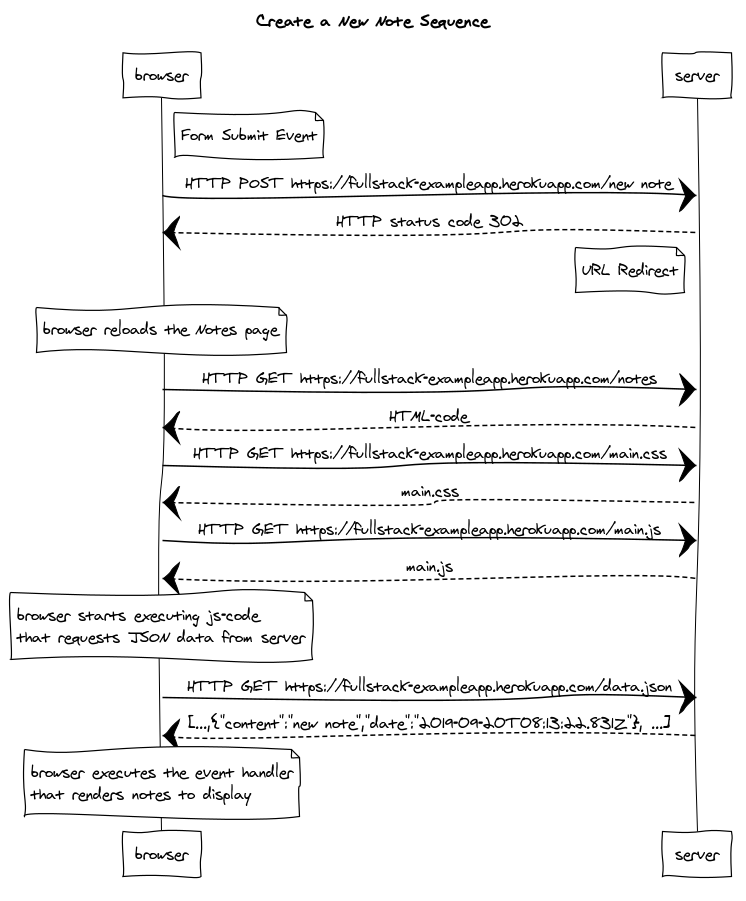 Create a New Note Sequence
browser
server
Form Submit Event
HTTP POST https://fullstack-exampleapp.herokuapp.com/new note
HTTP status code 302
URL Redirect
browser reloads the Notes page
HTTP GET https://fullstack-exampleapp.herokuapp.com/notes
HTML-code
HTTP GET https://fullstack-exampleapp.herokuapp.com/main.css
main.css
HTTP GET https://fullstack-exampleapp.herokuapp.com/main.js
main.js
browser starts executing js-code
that requests JSON data from server
HTTP GET https://fullstack-exampleapp.herokuapp.com/data.json
[...,{"content":"new note","date":"2019-09-20T08:13:22.831Z"}, ...]
browser executes the event handler
that renders notes to display
browser
server